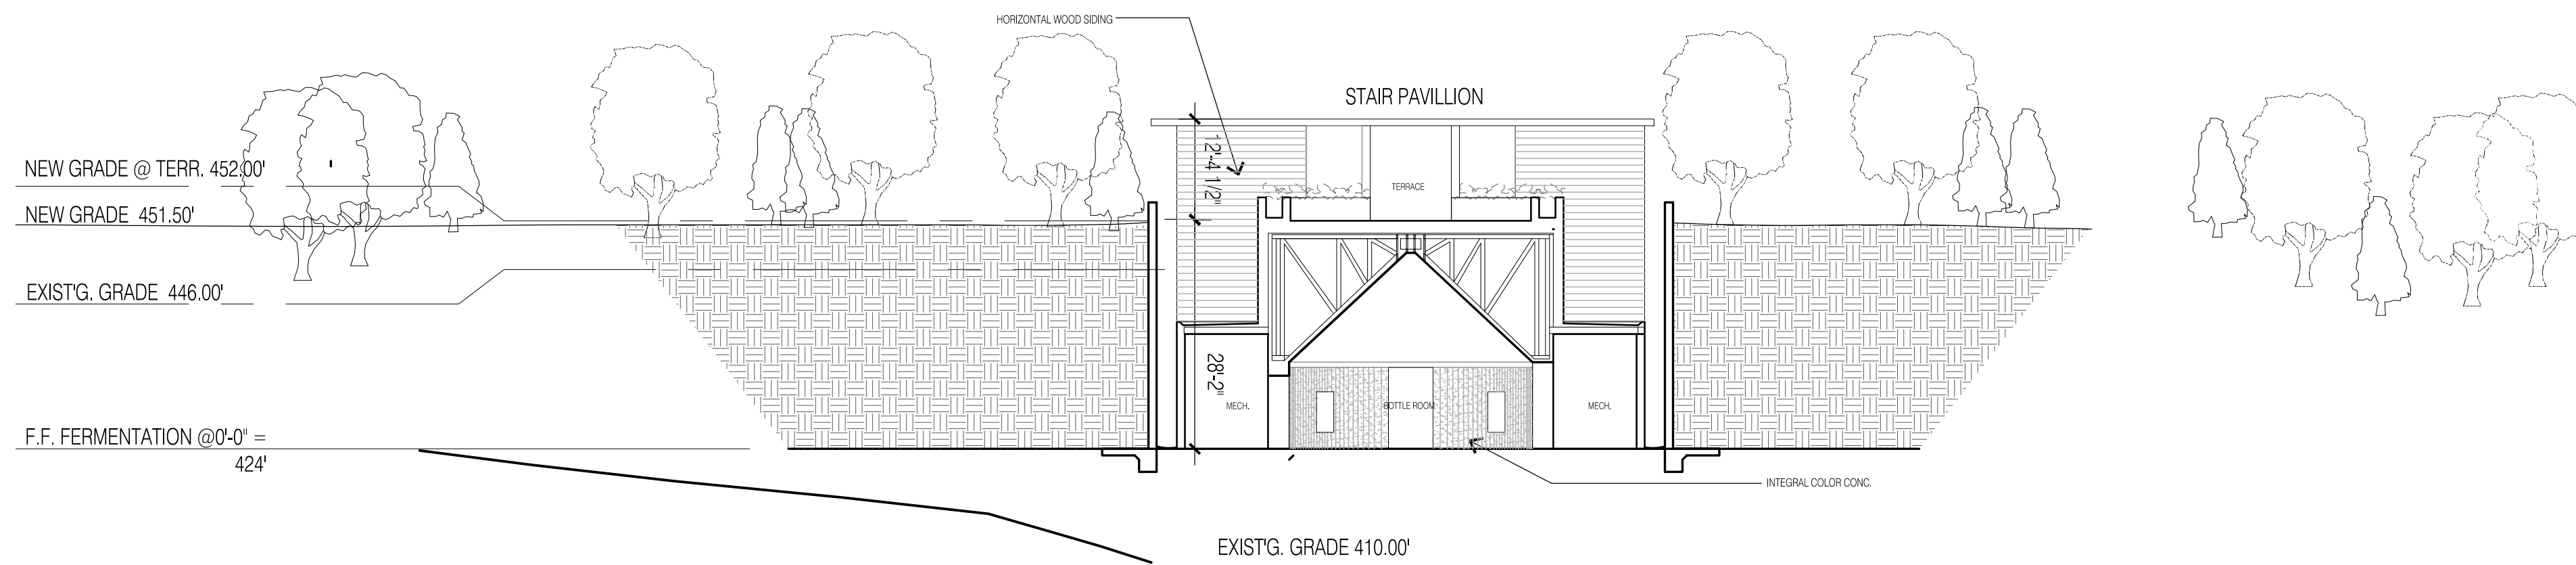 HORIZONTAL WOOD SIDING
STAIR PAVILLION
NEW GRADE @ TERR. 452.00'
12'-4 1/2"
TERRACE
NEW GRADE 451.50'
EXIST'G. GRADE 446.00'
28'-2"
MECH.
BOTTLE ROOM
MECH.
F.F. FERMENTATION @0'-0" =
424'
INTEGRAL COLOR CONC.
EXIST'G. GRADE 410.00'